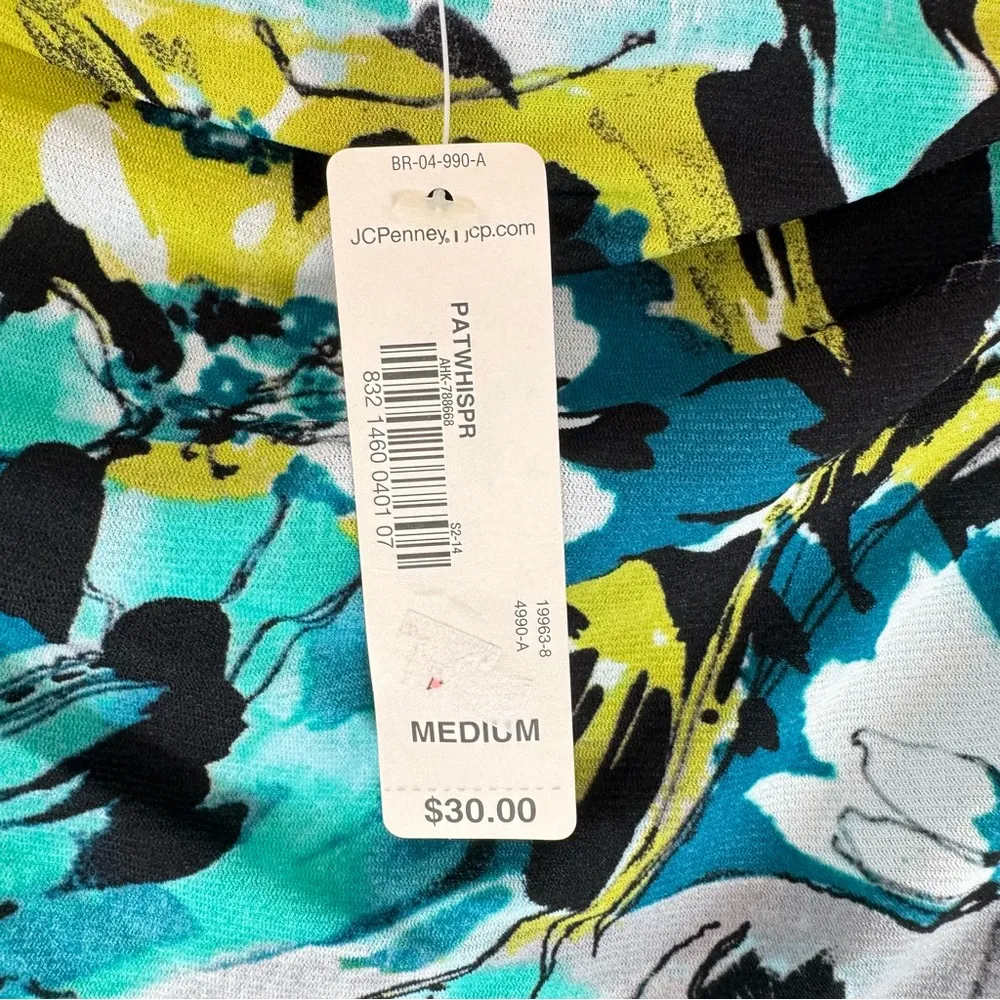 BR-04-990-A
JCPenney. jcp.com
PATWHISPR
AHK-788668
832 1460 0401 07
S2-14
19963-8
4990-A
MEDIUM
$30.00